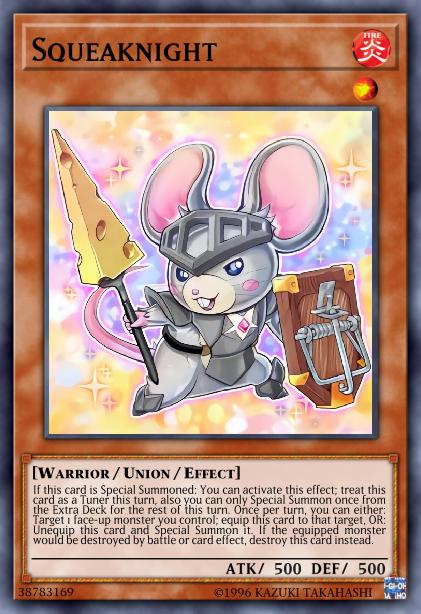 SQUEAKNIGHT
FIRE
炎
[WARRIOR / UNION / EFFECT]
If this card is Special Summoned: You can activate this effect; treat this
card as a Tuner this turn, also you can only Special Summon once from
the Extra Deck for the rest of this turn. Once per turn, you can either:
Target 1 face-up monster you control; equip this card to that target, OR:
Unequip this card and Special Summon it. If the equipped monster
would be destroyed by battle or card effect, destroy this card instead.
ATK/ 500 DEF/ 500
38783169
©1996 KAZUKI TAKAHASHI